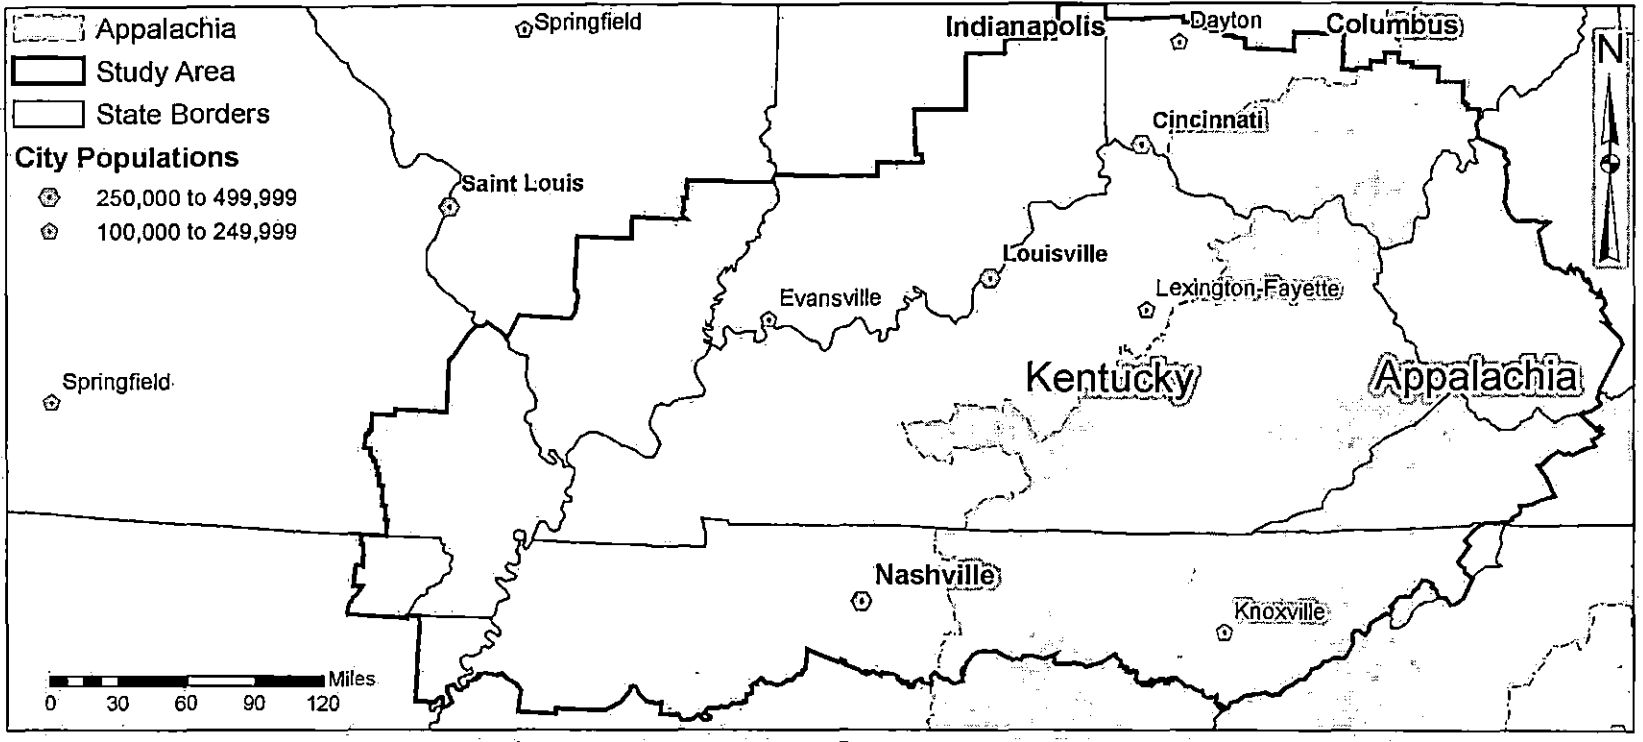 Appalachia
Study Area
State Borders
City Populations
250,000 to 499,999
100,000 to 249,999
Springfield
Indianapolis
Dayton
Columbus
N
Cincinnati
Saint Louis
Louisville
Evansville
Lexington-Fayette
Springfield
Kentucky
Appalachia
Nashville
Knoxville
Miles
0 30 60 90 120